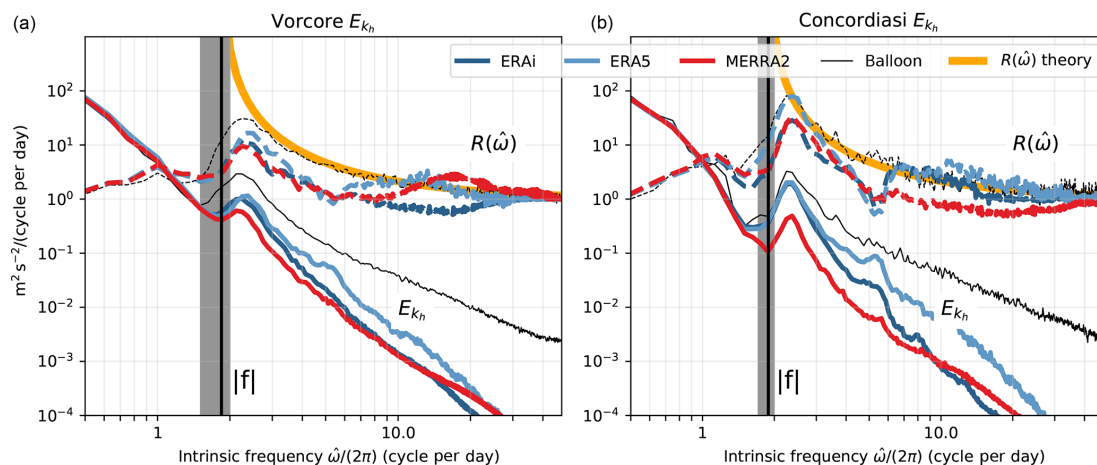 (a)
Vorcore E_{k_h}
(b)
Concordiasi E_{k_h}
ERAi
ERA5
MERRA2
Balloon
R(ω̂) theory
10²
10¹
10⁰
10⁻¹
10⁻²
10⁻³
10⁻⁴
m² s⁻²/(cycle per day)
R(ω̂)
E_{k_h}
|f|
1
10.0
Intrinsic frequency ω̂/(2π) (cycle per day)
10²
10¹
10⁰
10⁻¹
10⁻²
10⁻³
10⁻⁴
R(ω̂)
E_{k_h}
|f|
1
10.0
Intrinsic frequency ω̂/(2π) (cycle per day)